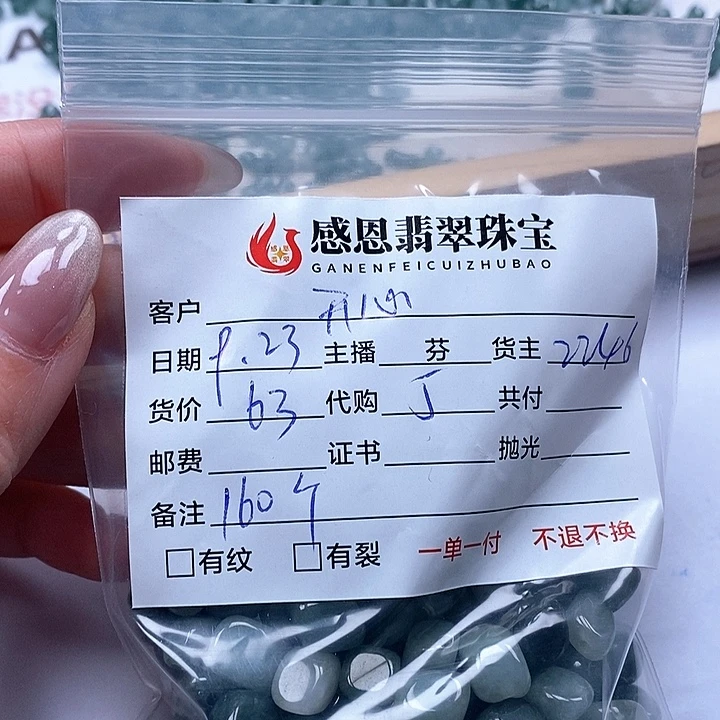 感恩翡翠珠宝
GANENFEICUIZHUBAO
客户 开心
日期 9.23 主播 芬 货主 2246
货价 63 代购 J 共付
邮费 证书 抛光
备注 160个
□有纹 □有裂 一单一付 不退不换